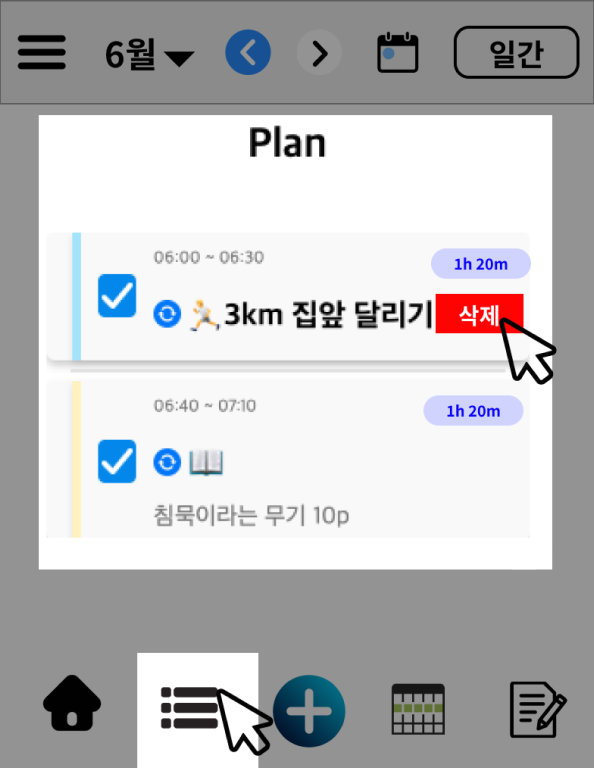 6월
일간
Plan
06:00 ~ 06:30
1h 20m
3km 집앞 달리기
삭제
06:40 ~ 07:10
1h 20m
침묵이라는 무기 10p